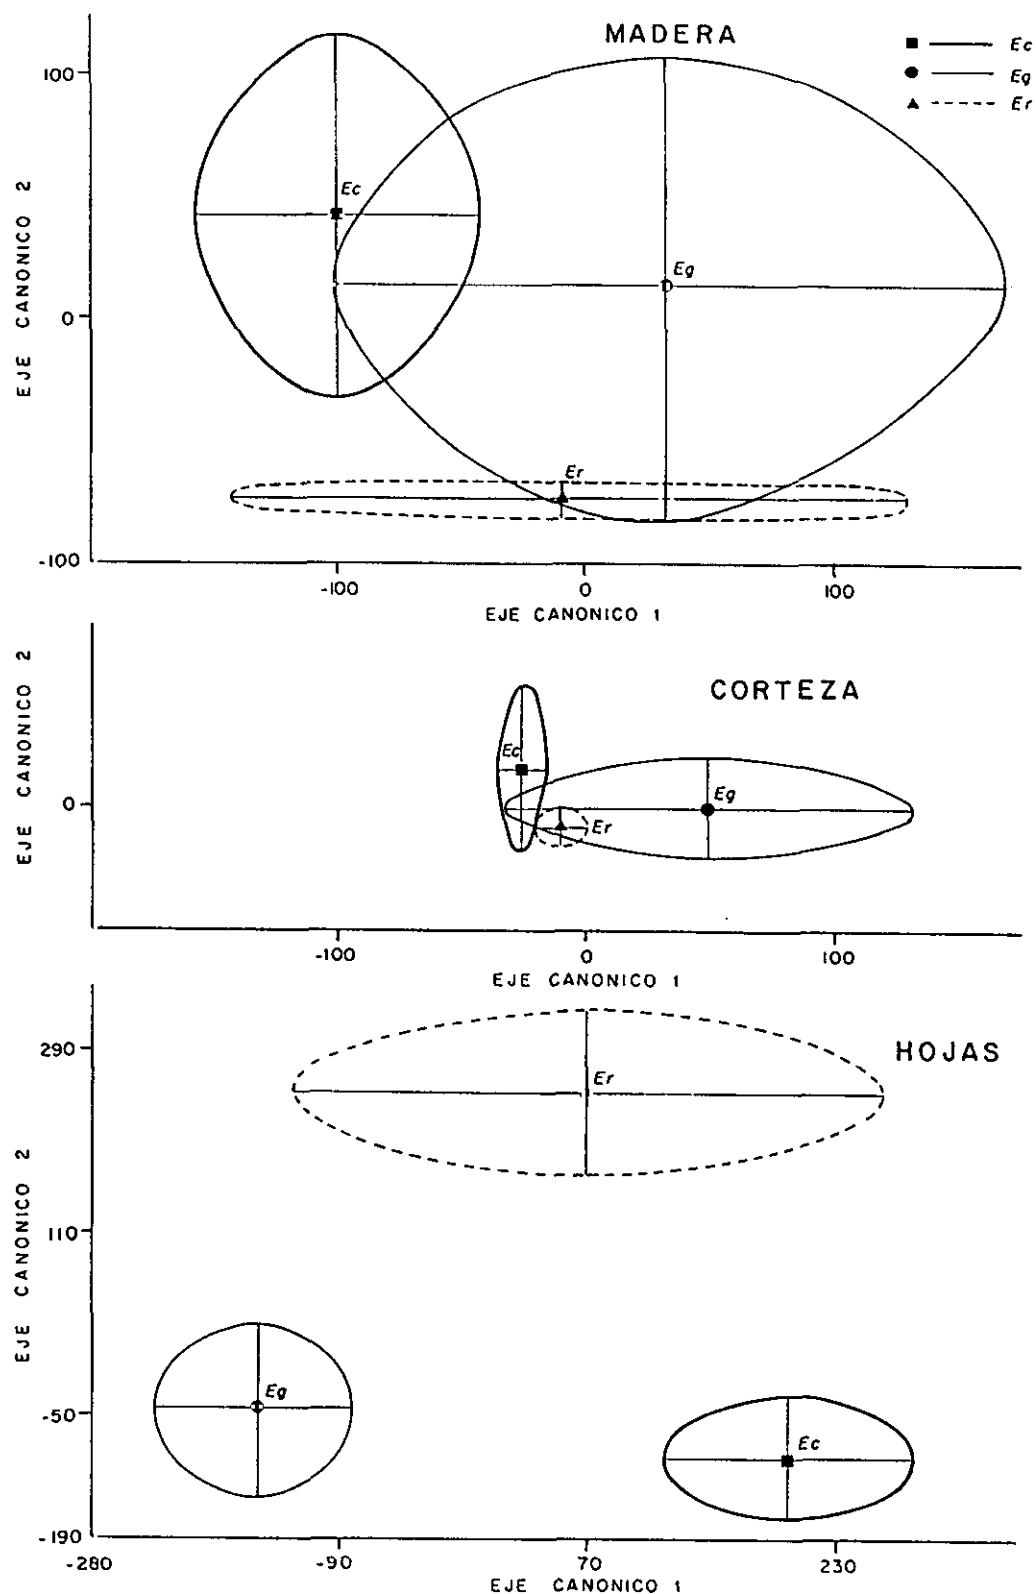 MADERA
Ec
Eg
Er
100
0
-100
EJE CANONICO 2
Ec
Eg
Er
-100
0
100
EJE CANONICO 1
CORTEZA
EJE CANONICO 2
0
Ec
Eg
Er
-100
0
100
EJE CANONICO 1
HOJAS
EJE CANONICO 2
290
110
-50
-190
Er
Eg
Ec
-280
-90
70
230
EJE CANONICO 1